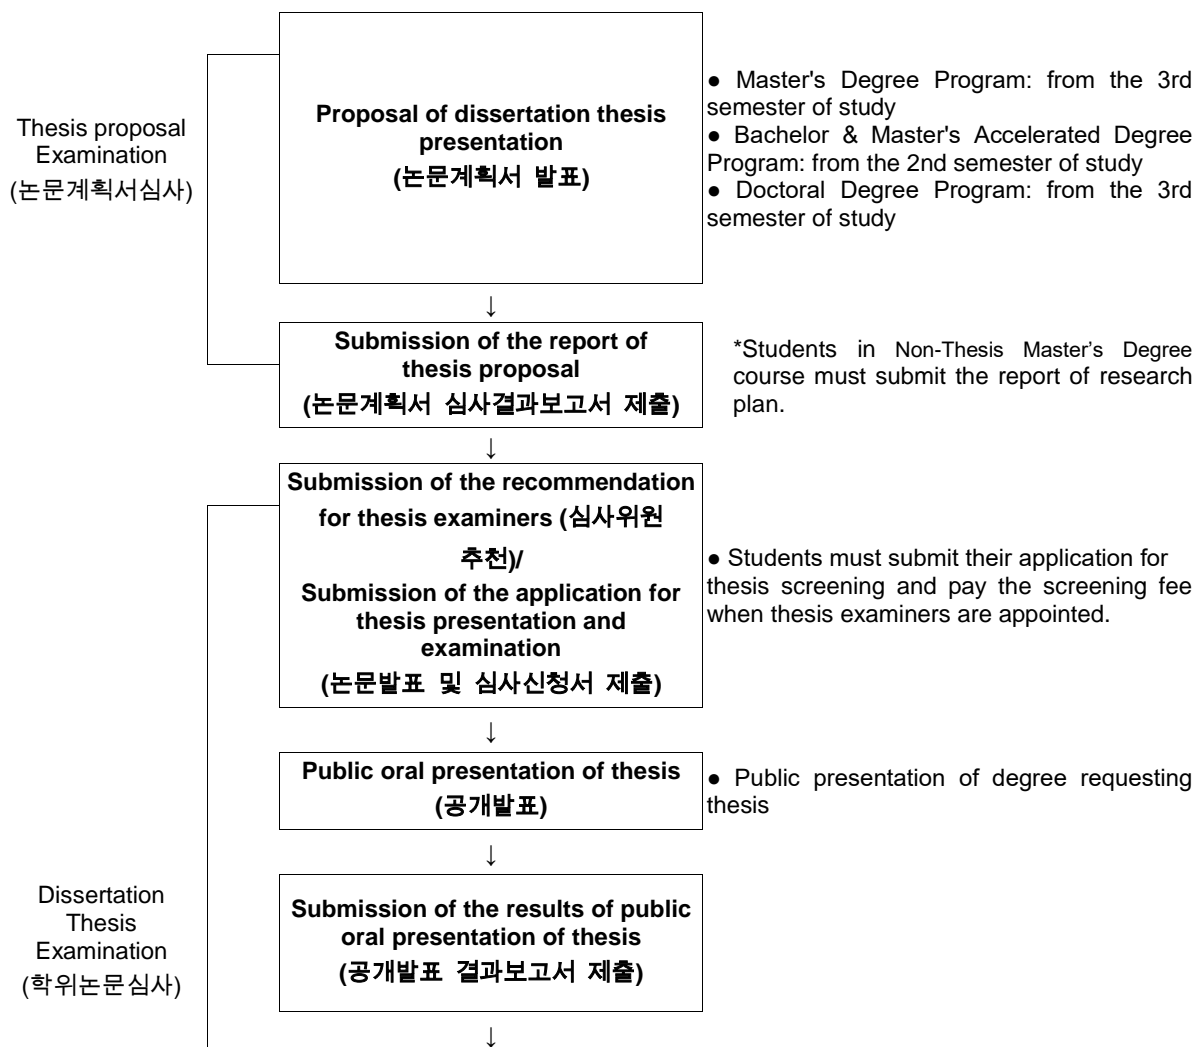 Thesis proposal
Examination
(논문계획서심사)
Proposal of dissertation thesis
presentation
(논문계획서 발표)
● Master's Degree Program: from the 3rd
semester of study
● Bachelor & Master's Accelerated Degree
Program: from the 2nd semester of study
● Doctoral Degree Program: from the 3rd
semester of study
↓
Submission of the report of
thesis proposal
(논문계획서 심사결과보고서 제출)
*Students in Non-Thesis Master’s Degree
course must submit the report of research
plan.
↓
Submission of the recommendation
for thesis examiners (심사위원
추천)/
Submission of the application for
thesis presentation and
examination
(논문발표 및 심사신청서 제출)
● Students must submit their application for
thesis screening and pay the screening fee
when thesis examiners are appointed.
↓
Public oral presentation of thesis
(공개발표)
● Public presentation of degree requesting
thesis
↓
Dissertation
Thesis
Examination
(학위논문심사)
Submission of the results of public
oral presentation of thesis
(공개발표 결과보고서 제출)
↓